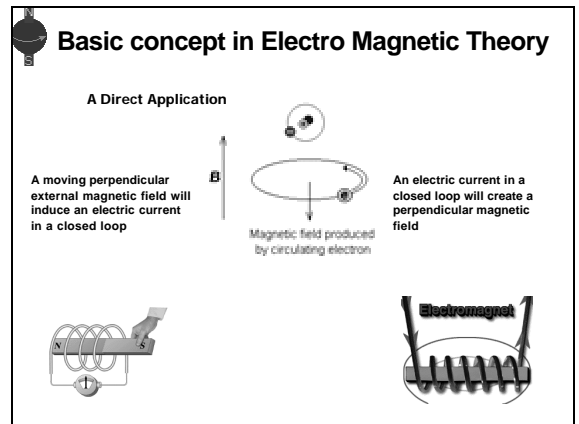 N
S
Basic concept in Electro Magnetic Theory
A Direct Application
B
A moving perpendicular
external magnetic field will
induce an electric current
in a closed loop
An electric current in a
closed loop will create a
perpendicular magnetic
field
Magnetic field produced
by circulating electron
N S
Electromagnet